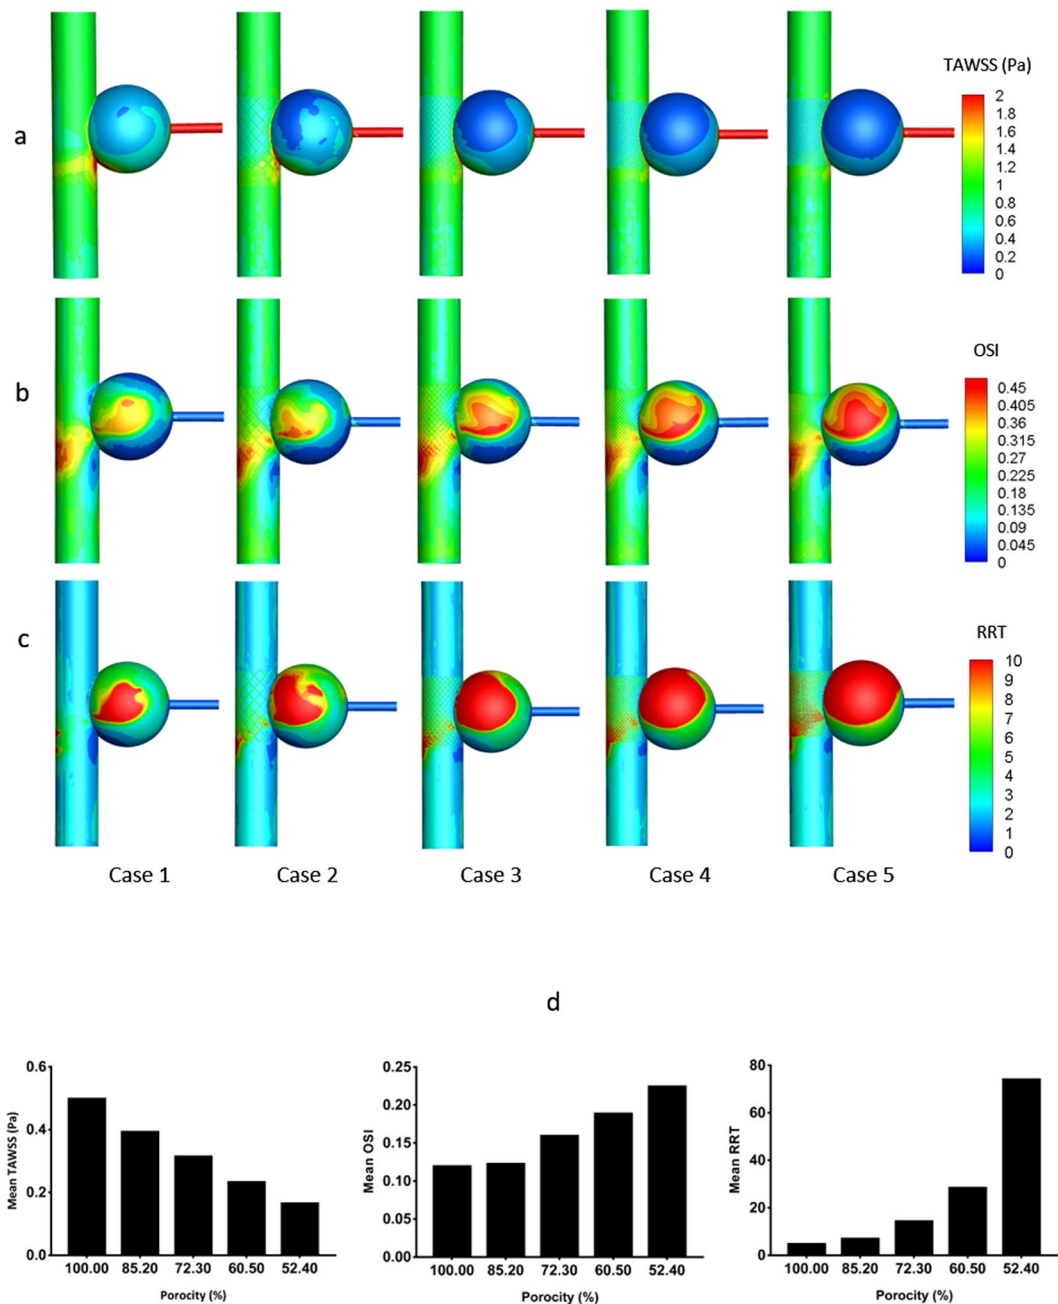 a
TAWSS (Pa)
2
1.8
1.6
1.4
1.2
1
0.8
0.6
0.4
0.2
0
b
OSI
0.45
0.405
0.36
0.315
0.27
0.225
0.18
0.135
0.09
0.045
0
c
RRT
10
9
8
7
6
5
4
3
2
1
0
Case 1
Case 2
Case 3
Case 4
Case 5
d
Mean TAWSS (Pa)
0.6
0.4
0.2
0.0
100.00 85.20 72.30 60.50 52.40
Porocity (%)
Mean OSI
0.25
0.20
0.15
0.10
0.05
0.00
100.00 85.20 72.30 60.50 52.40
Porocity (%)
Mean RRT
80
60
40
20
0
100.00 85.20 72.30 60.50 52.40
Porocity (%)